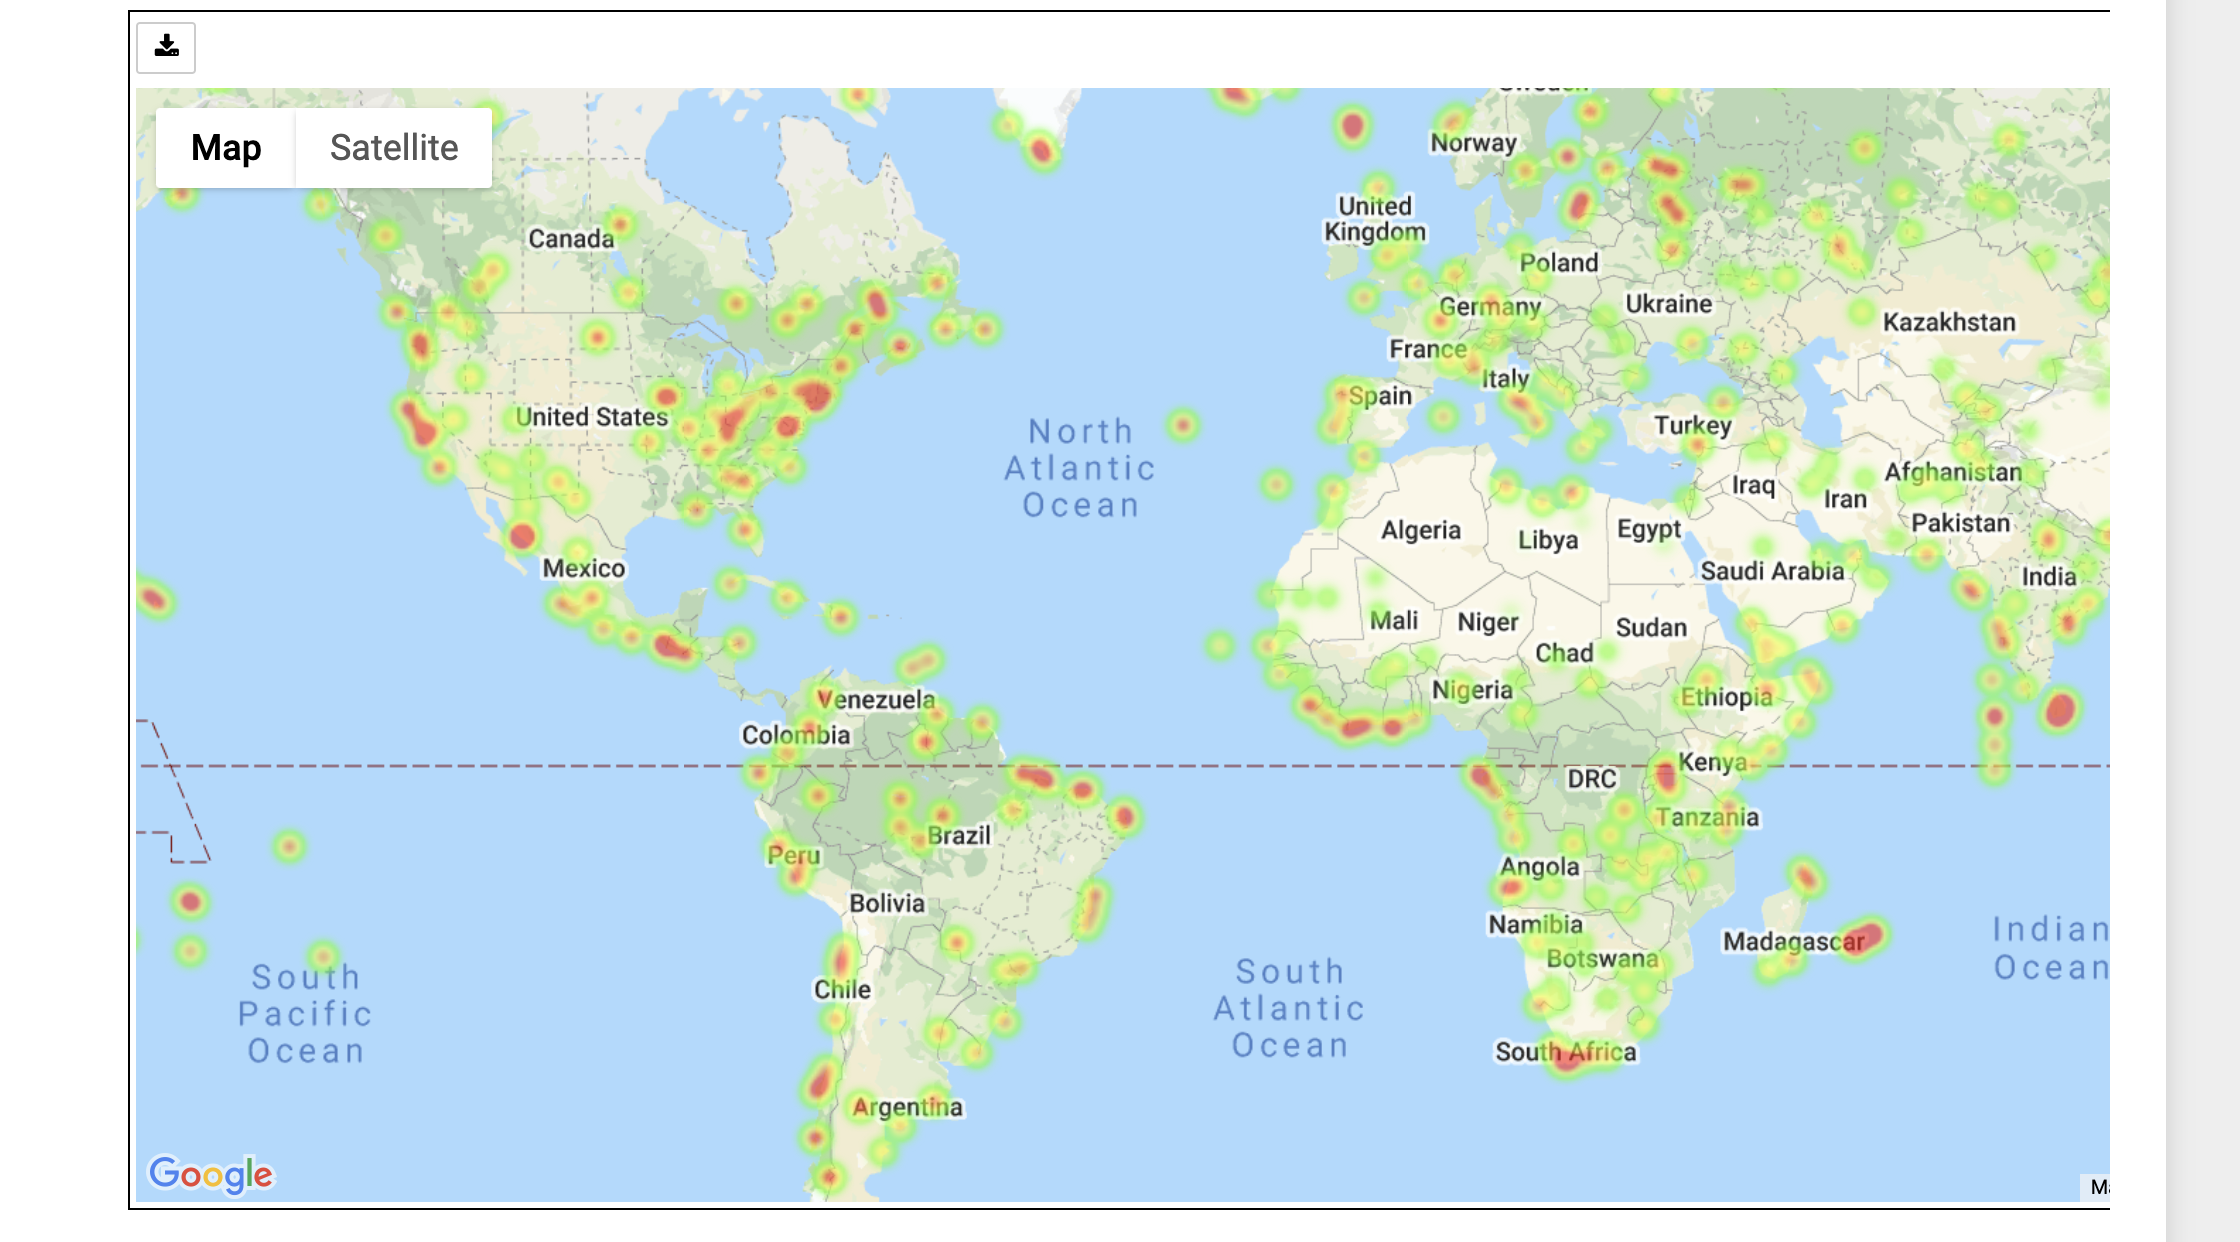 Map
Satellite
Norway
United
Kingdom
Canada
Poland
Germany
Ukraine
Kazakhstan
France
Italy
Spain
United States
Turkey
North
Atlantic
Ocean
Afghanistan
Iraq
Iran
Pakistan
Algeria
Libya
Egypt
Mexico
Saudi Arabia
India
Mali
Niger
Sudan
Chad
Venezuela
Nigeria
Ethiopia
Colombia
Kenya
DRC
Tanzania
Brazil
Peru
Angola
Bolivia
Namibia
Madagascar
Indian
Ocean
Botswana
South
Pacific
Ocean
South
Atlantic
Ocean
Chile
South Africa
Argentina
Google